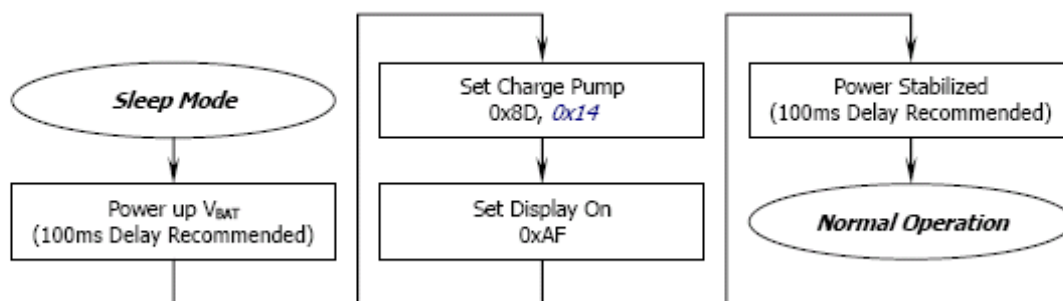 Sleep Mode
Power up VBAT
(100ms Delay Recommended)
Set Charge Pump
0x8D, 0x14
Set Display On
0xAF
Power Stabilized
(100ms Delay Recommended)
Normal Operation